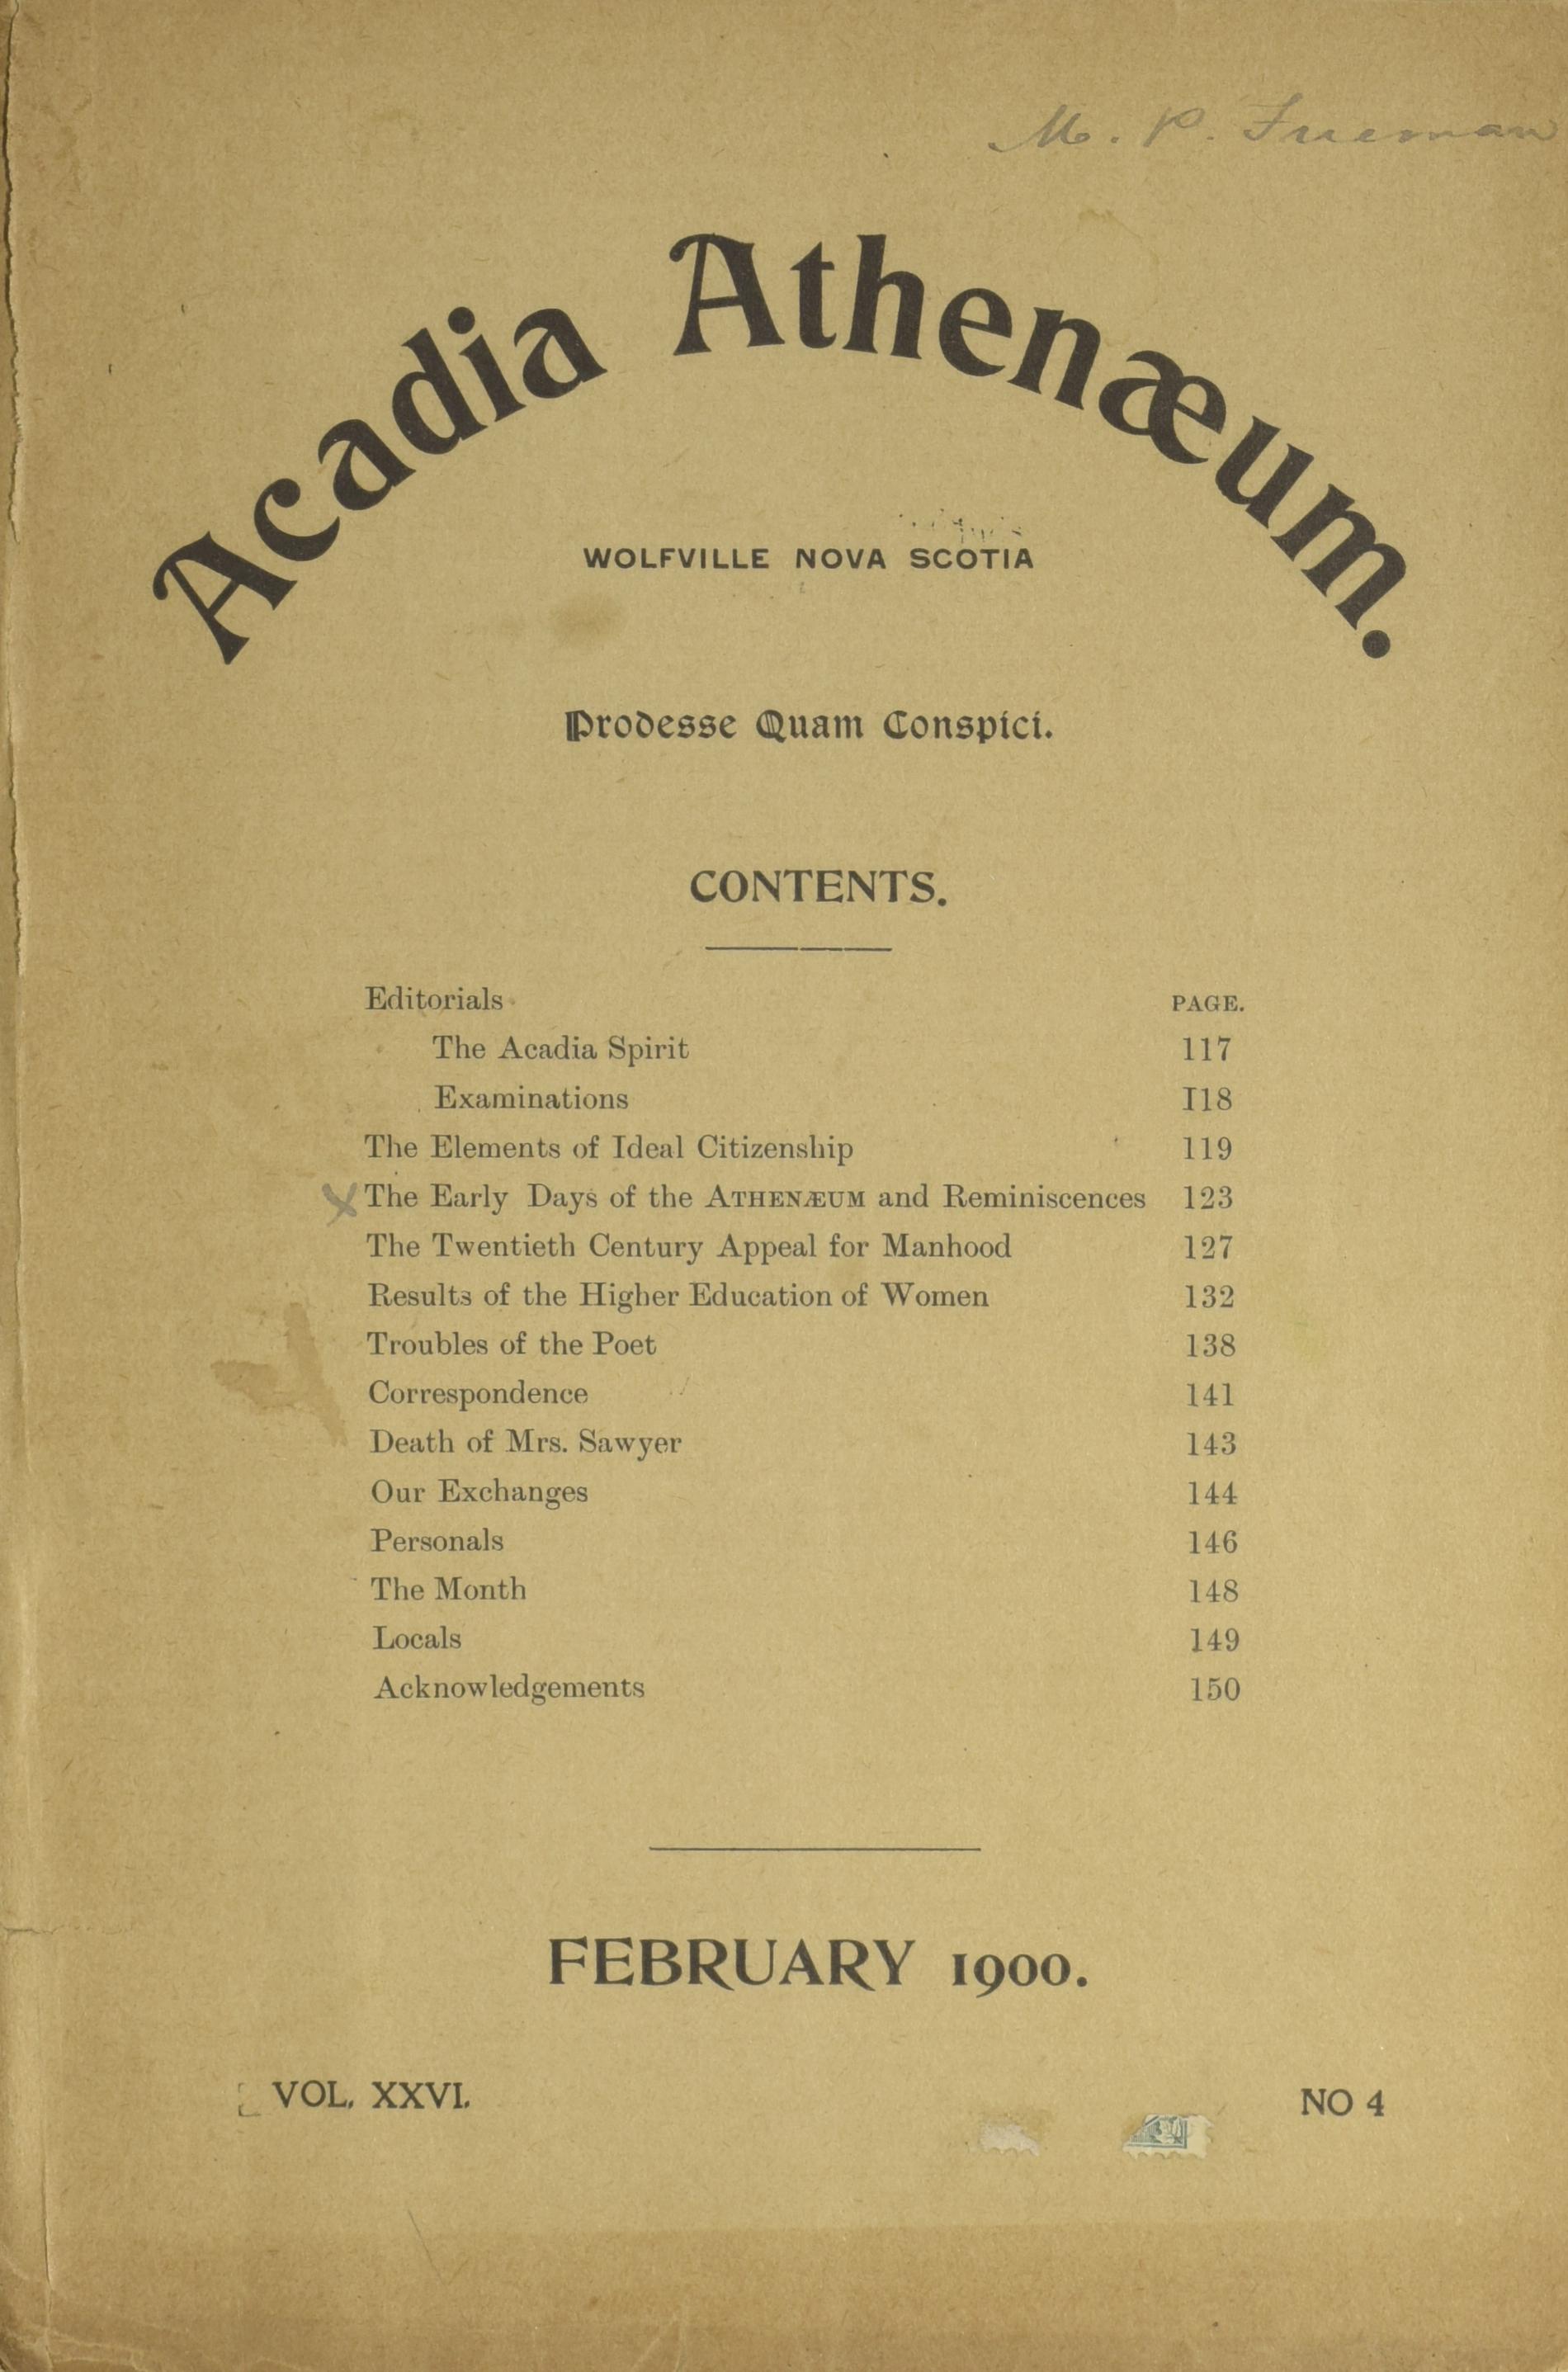 M. P. Freeman
Acadia Athenæum.
WOLFVILLE NOVA SCOTIA
Prodesse Quam Conspici.
CONTENTS.
Editorials PAGE.
The Acadia Spirit 117
Examinations I18
The Elements of Ideal Citizenship 119
X The Early Days of the ATHENÆUM and Reminiscences 123
The Twentieth Century Appeal for Manhood 127
Results of the Higher Education of Women 132
Troubles of the Poet 138
Correspondence 141
Death of Mrs. Sawyer 143
Our Exchanges 144
Personals 146
The Month 148
Locals 149
Acknowledgements 150
FEBRUARY 1900.
VOL. XXVI. NO 4